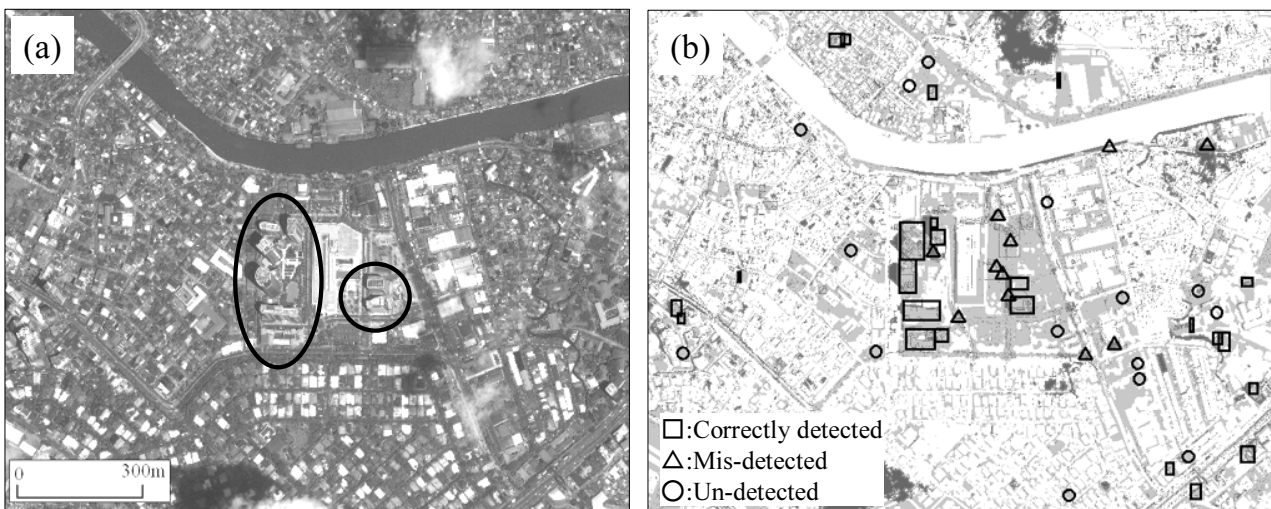 (a)
0 300m
(b)
□:Correctly detected
△:Mis-detected
○:Un-detected